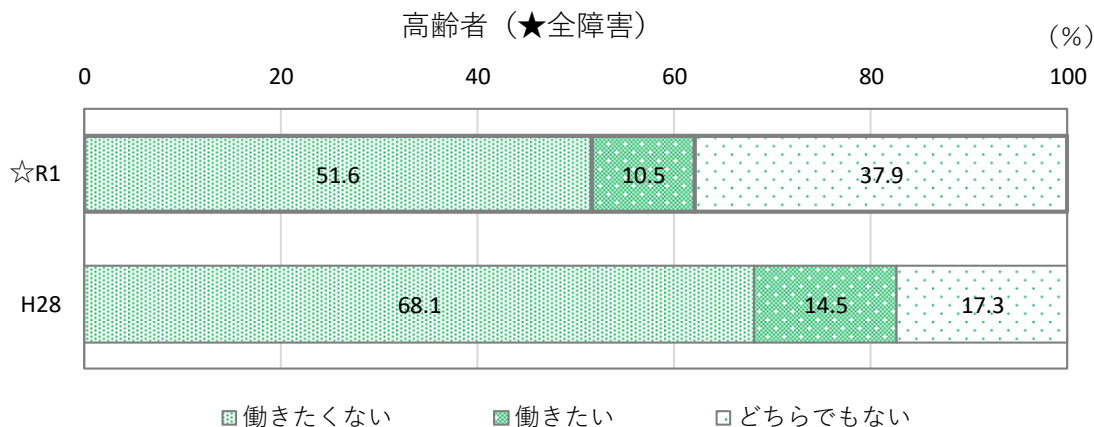 高齢者（★全障害）
（%）
0 20 40 60 80 100
☆R1 51.6 10.5 37.9
H28 68.1 14.5 17.3
働きたくない 働きたい どちらでもない